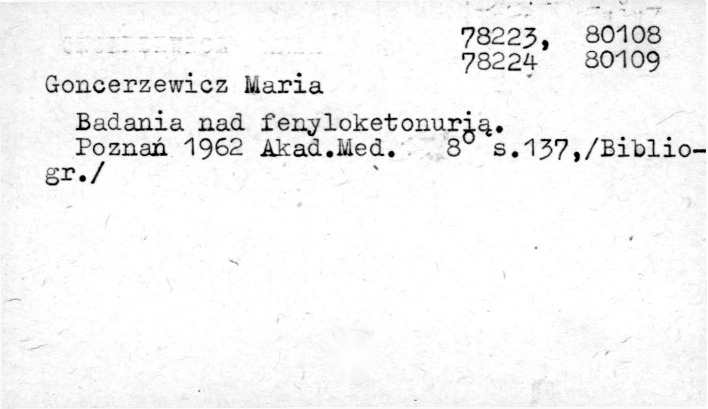 78223, 80108
78224 80109
Goncerzewicz Maria
Badania nad fenyloketonurią.
Poznań 1962 Akad.Med. 8° s.137,/Biblio-
gr./